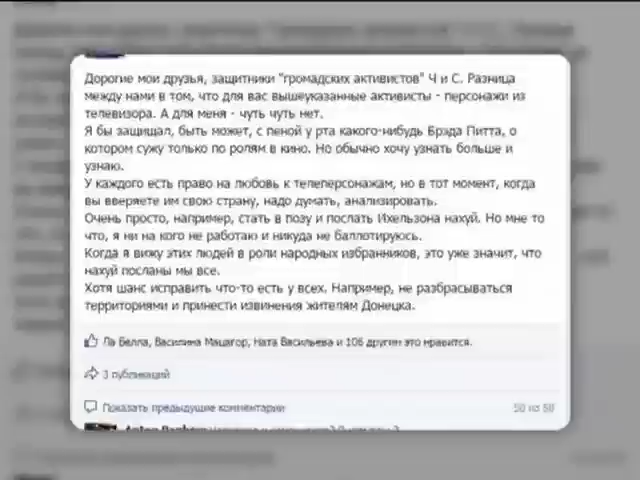 Дорогие мои друзья, защитники "громадских активистов" Ч и С. Разница
между нами в том, что для вас вышеуказанные активисты - персонажи из
телевизора. А для меня - чуть чуть нет.
Я бы защищал, быть может, с пеной у рта какого-нибудь Брэда Питта, о
котором сужу только по ролям в кино. Но обычно хочу узнать больше и
узнаю.
У каждого есть право на любовь к телеперсонажам, но в тот момент, когда
вы вверяете им свою страну, надо думать, анализировать.
Очень просто, например, стать в позу и послать Ихельзона нахуй. Но мне то
что, я ни на кого не работаю и никуда не баллотируюсь.
Когда я вижу этих людей в роли народных избранников, это уже значит, что
нахуй посланы мы все.
Хотя шанс исправить что-то есть у всех. Например, не разбрасываться
территориями и принести извинения жителям Донецка.
Ла Белла, Василина Мацагор, Ната Васильева и 106 другим это нравится.
3 публикаций
Показать предыдущие комментарии 50 из 58